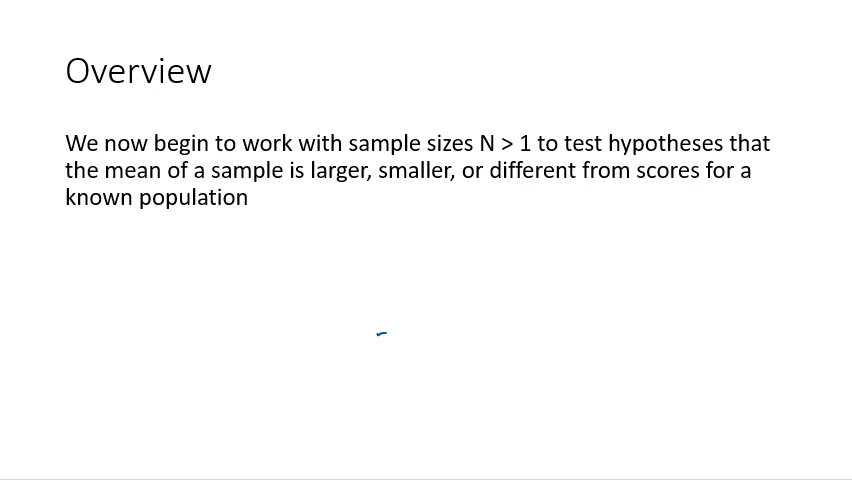 Overview
We now begin to work with sample sizes N > 1 to test hypotheses that
the mean of a sample is larger, smaller, or different from scores for a
known population